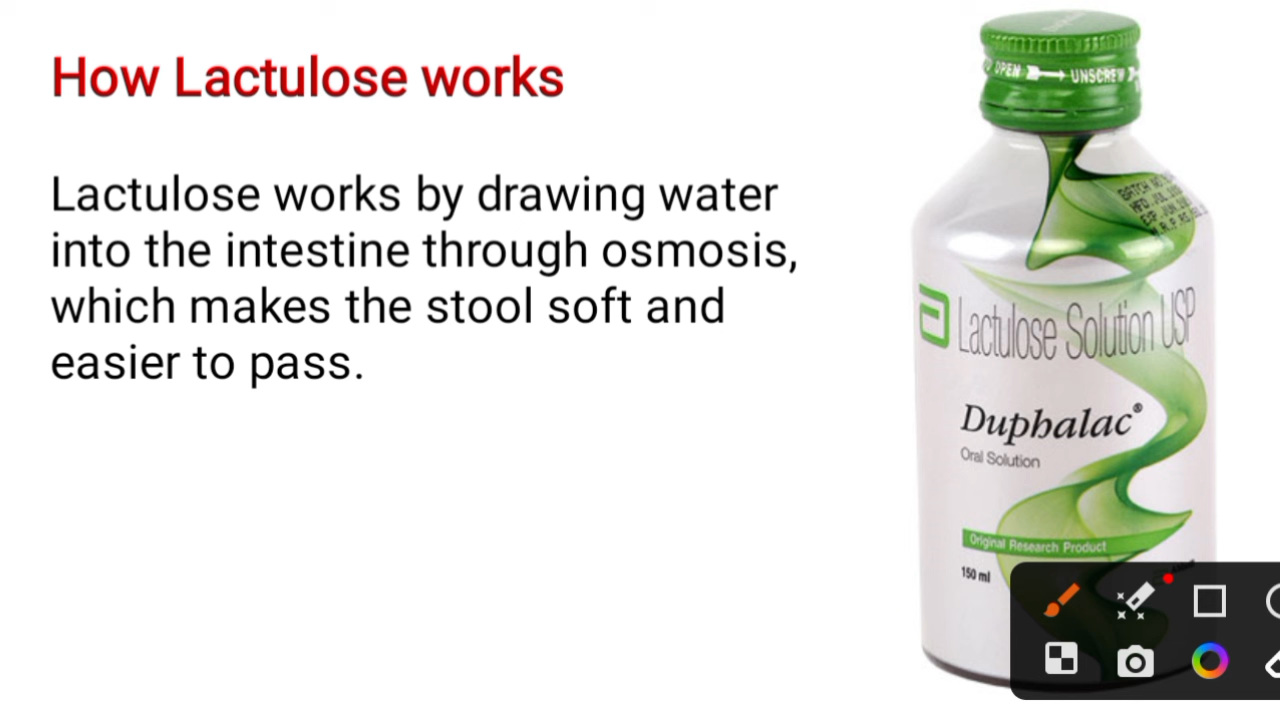 How Lactulose works
Lactulose works by drawing water
into the intestine through osmosis,
which makes the stool soft and
easier to pass.
OPEN UNSCREW
Lactulose Solution USP
Duphalac®
Oral Solution
Original Research Product
150 ml